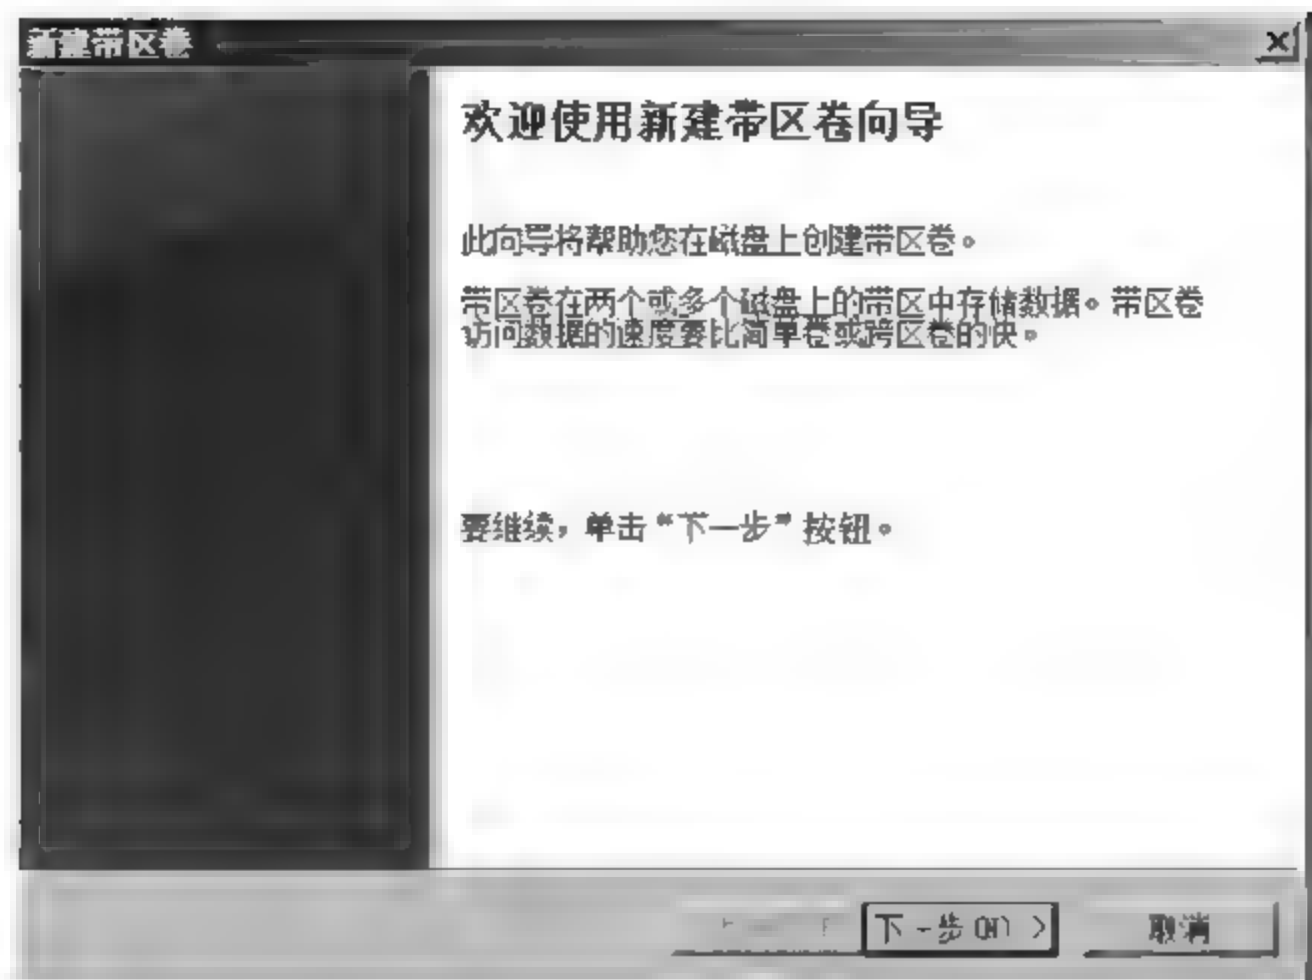 新建带区卷
欢迎使用新建带区卷向导
此向导将帮助您在磁盘上创建带区卷。
带区卷在两个或多个磁盘上的带区中存储数据。带区卷
访问数据的速度要比简单卷或跨区卷的快。
要继续，单击“下一步”按钮。
下一步(N) >
取消